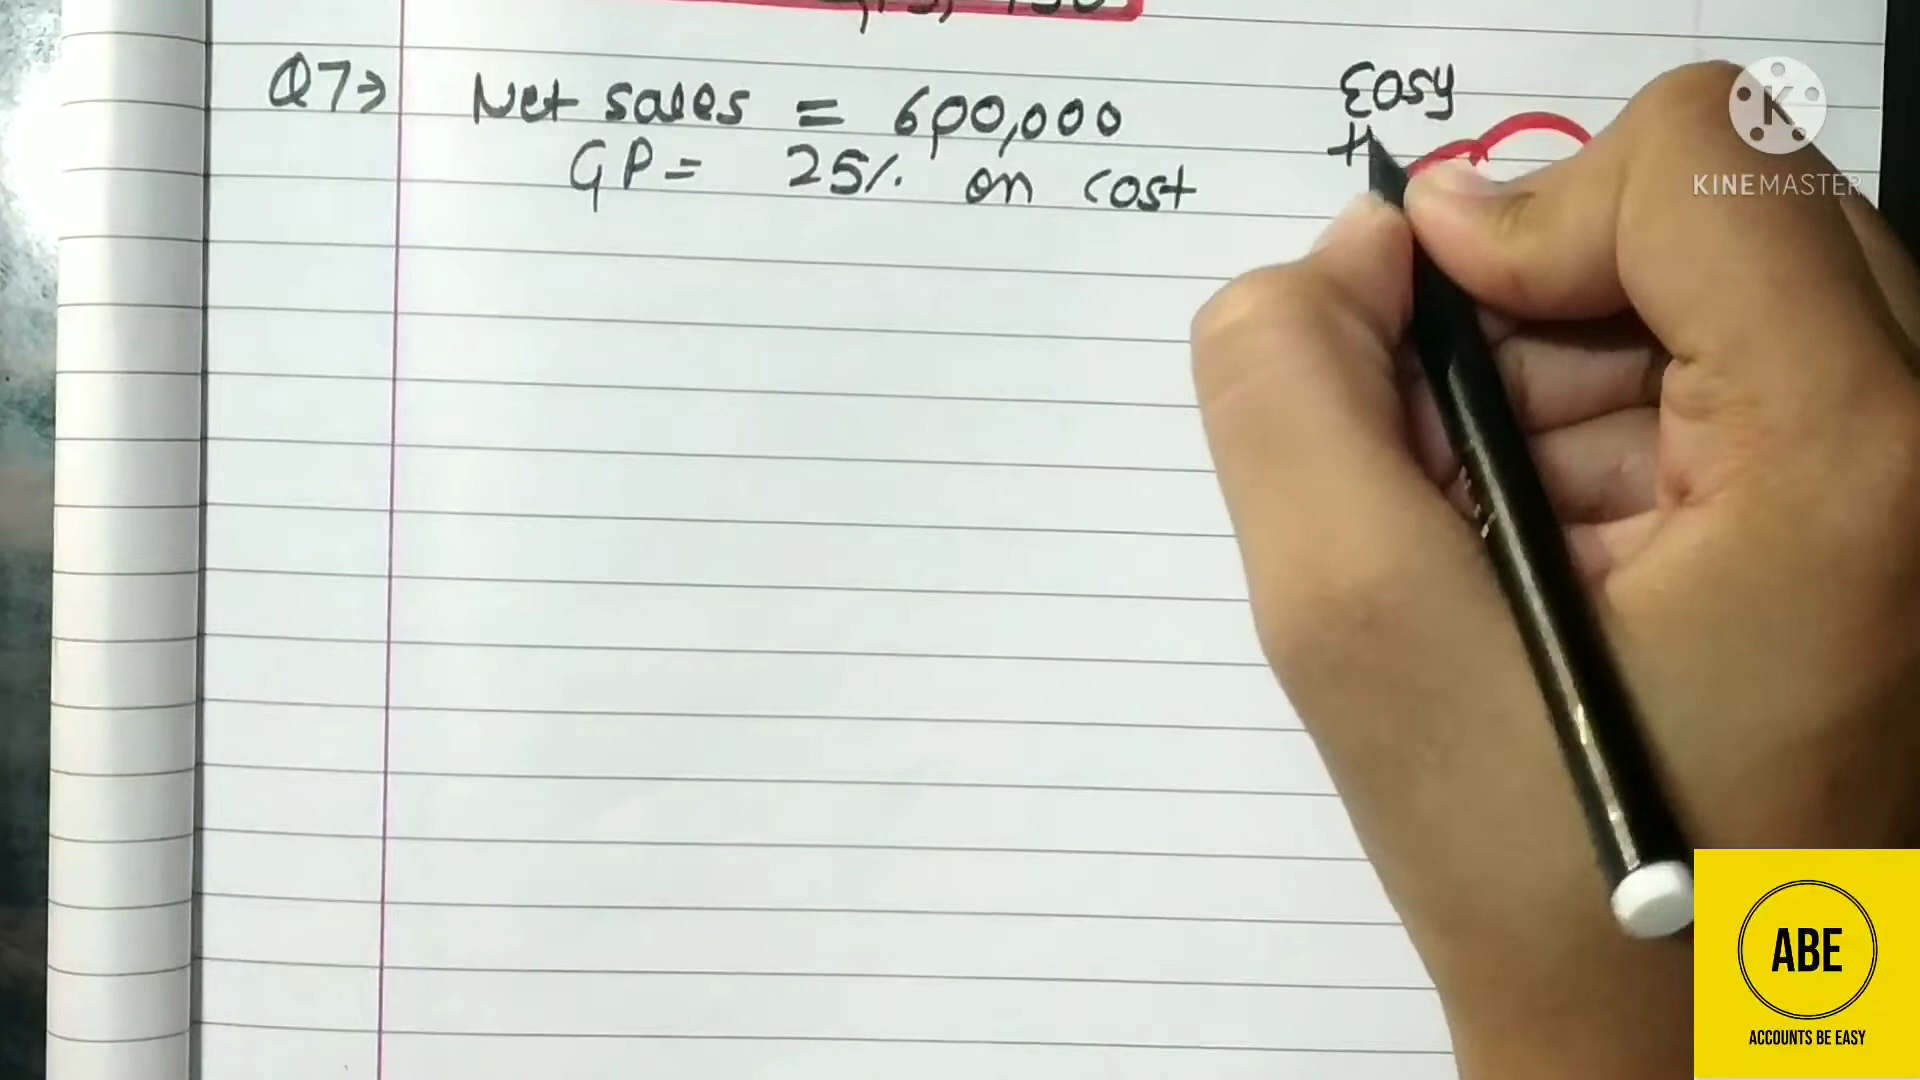 Q7→ Net sales = 600,000
GP = 25% on cost
Easy
K
KINEMASTER
ABE
ACCOUNTS BE EASY